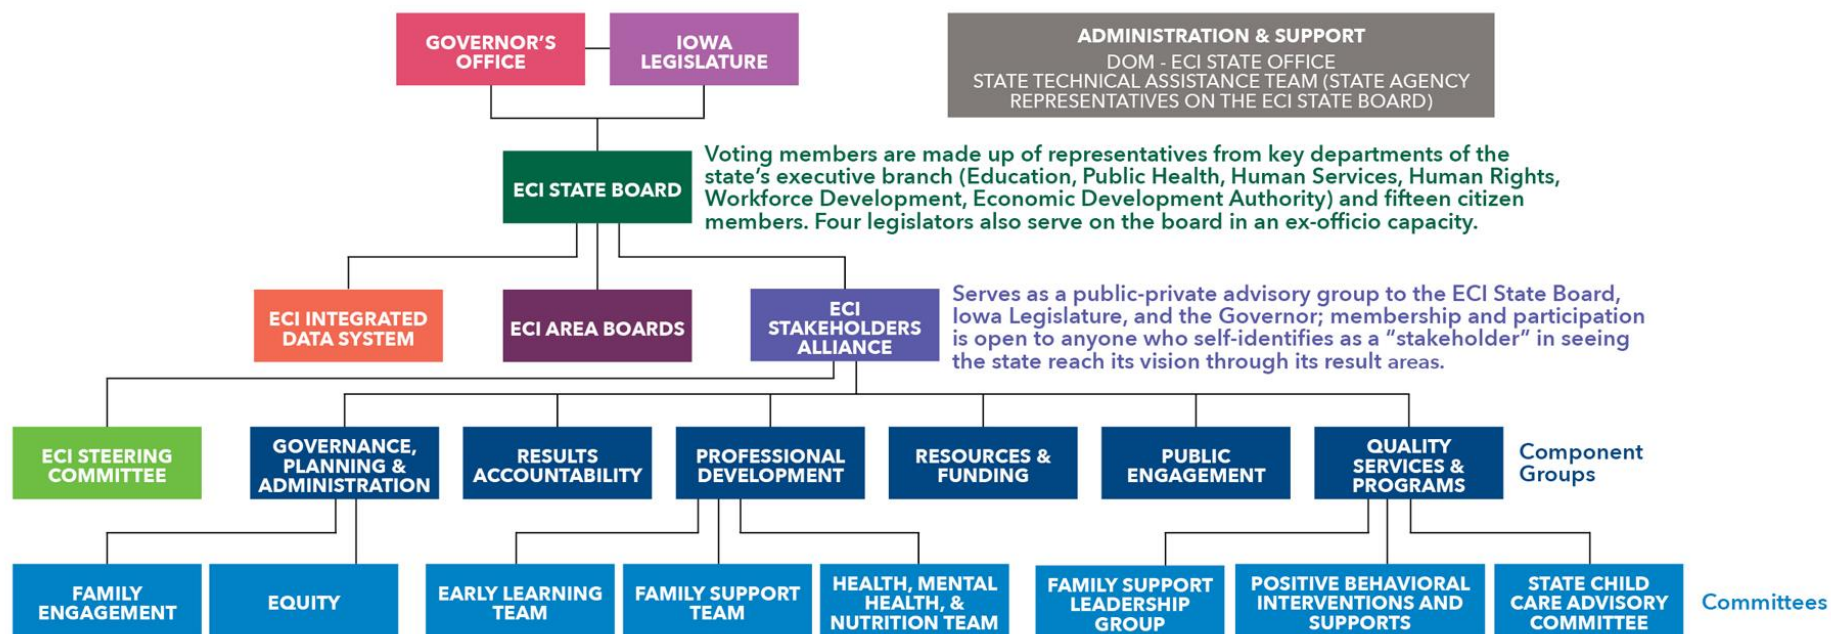 GOVERNOR'S
OFFICE
IOWA
LEGISLATURE
ADMINISTRATION & SUPPORT
DOM - ECI STATE OFFICE
STATE TECHNICAL ASSISTANCE TEAM (STATE AGENCY
REPRESENTATIVES ON THE ECI STATE BOARD)
ECI STATE BOARD
Voting members are made up of representatives from key departments of the
state's executive branch (Education, Public Health, Human Services, Human Rights,
Workforce Development, Economic Development Authority) and fifteen citizen
members. Four legislators also serve on the board in an ex-officio capacity.
ECI INTEGRATED
DATA SYSTEM
ECI AREA BOARDS
ECI
STAKEHOLDERS
ALLIANCE
Serves as a public-private advisory group to the ECI State Board,
Iowa Legislature, and the Governor; membership and participation
is open to anyone who self-identifies as a “stakeholder” in seeing
the state reach its vision through its result areas.
ECI STEERING
COMMITTEE
GOVERNANCE,
PLANNING &
ADMINISTRATION
RESULTS
ACCOUNTABILITY
PROFESSIONAL
DEVELOPMENT
RESOURCES &
FUNDING
PUBLIC
ENGAGEMENT
QUALITY
SERVICES &
PROGRAMS
Component
Groups
FAMILY
ENGAGEMENT
EQUITY
EARLY LEARNING
TEAM
FAMILY SUPPORT
TEAM
HEALTH, MENTAL
HEALTH, &
NUTRITION TEAM
FAMILY SUPPORT
LEADERSHIP
GROUP
POSITIVE BEHAVIORAL
INTERVENTIONS AND
SUPPORTS
STATE CHILD
CARE ADVISORY
COMMITTEE
Committees